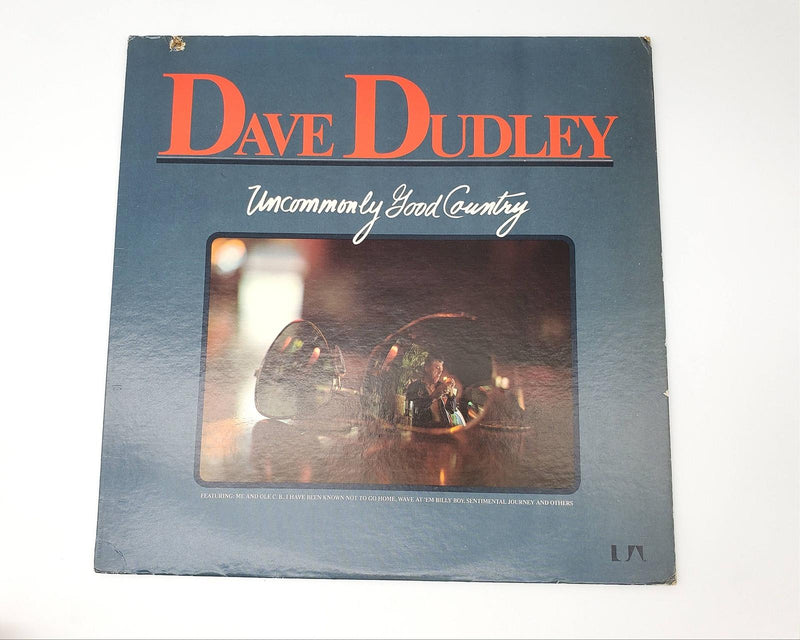 DAVE DUDLEY
Uncommonly Good Country
FEATURING: ME AND OLE C. B. I HAVE BEEN KNOWN NOT TO GO HOME, WAVE AT 'EM BILLY BOY, SENTIMENTAL JOURNEY AND OTHERS
UA